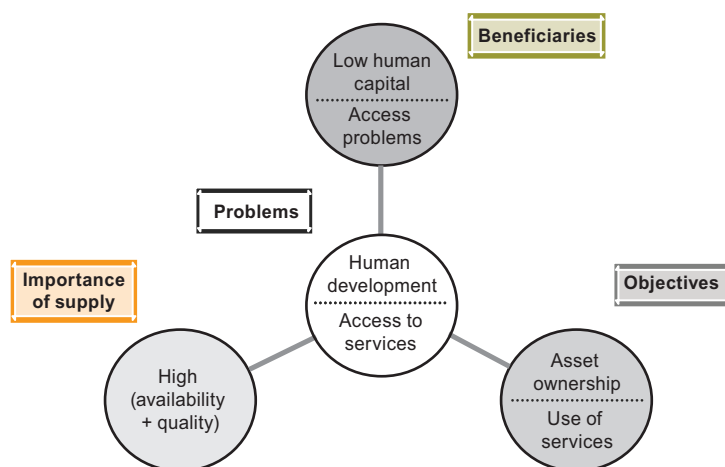 Beneficiaries
Low human
capital
Access
problems
Problems
Human
development
Access to
services
Importance
of supply
Objectives
High
(availability
+ quality)
Asset
ownership
Use of
services